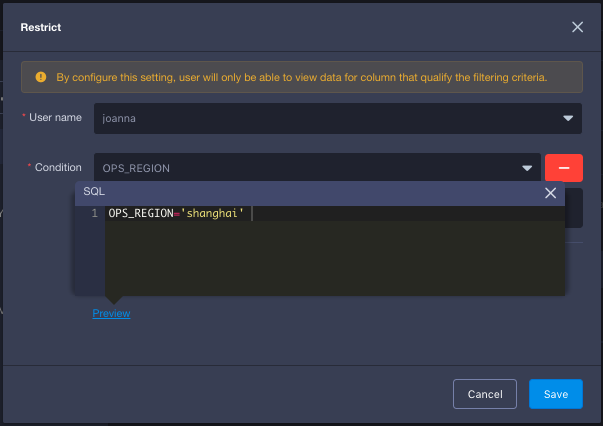 Restrict
By configure this setting, user will only be able to view data for column that qualify the filtering criteria.
* User name
joanna
* Condition
OPS_REGION
SQL
1 OPS_REGION='shanghai'
Preview
Cancel
Save